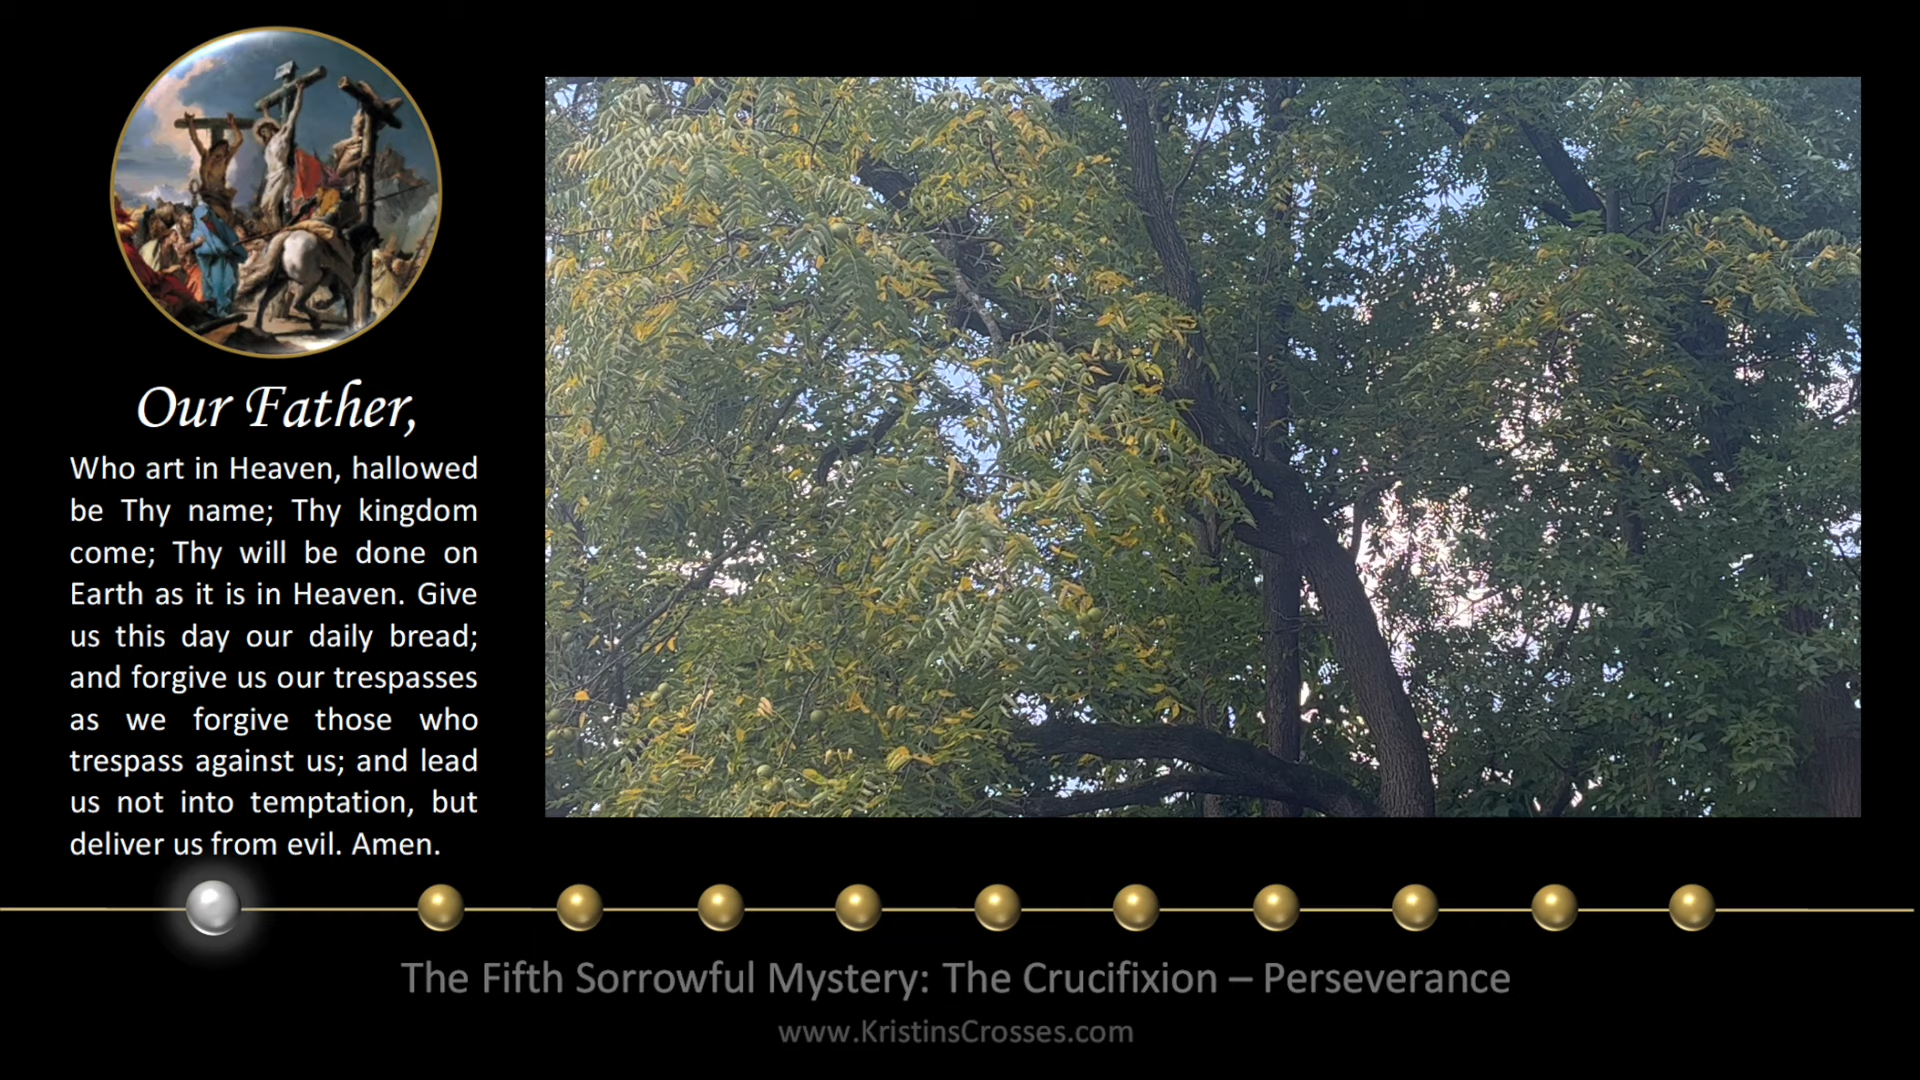 Our Father,
Who art in Heaven, hallowed
be Thy name; Thy kingdom
come; Thy will be done on
Earth as it is in Heaven. Give
us this day our daily bread;
and forgive us our trespasses
as we forgive those who
trespass against us; and lead
us not into temptation, but
deliver us from evil. Amen.
The Fifth Sorrowful Mystery: The Crucifixion – Perseverance
www.KristinsCrosses.com